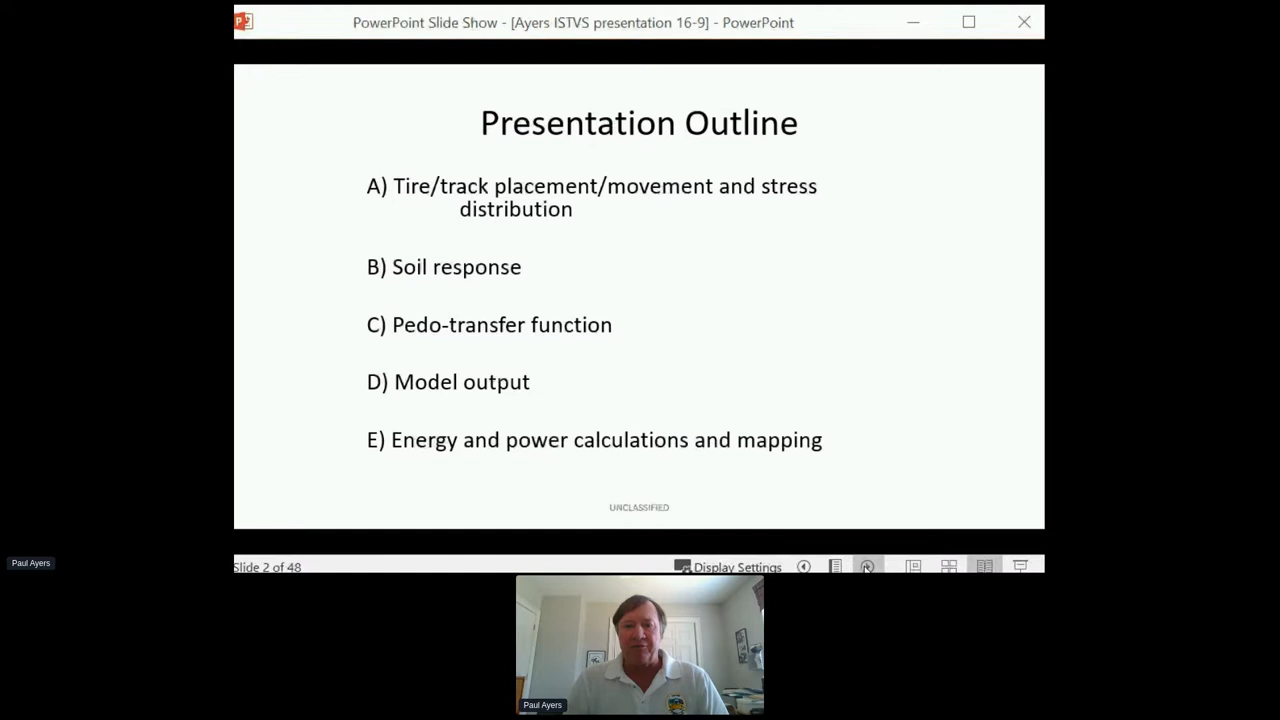 PowerPoint Slide Show - [Ayers ISTVS presentation 16-9] - PowerPoint
Presentation Outline
A) Tire/track placement/movement and stress
distribution
B) Soil response
C) Pedo-transfer function
D) Model output
E) Energy and power calculations and mapping
UNCLASSIFIED
Paul Ayers
Slide 2 of 48
Display Settings
Paul Ayers